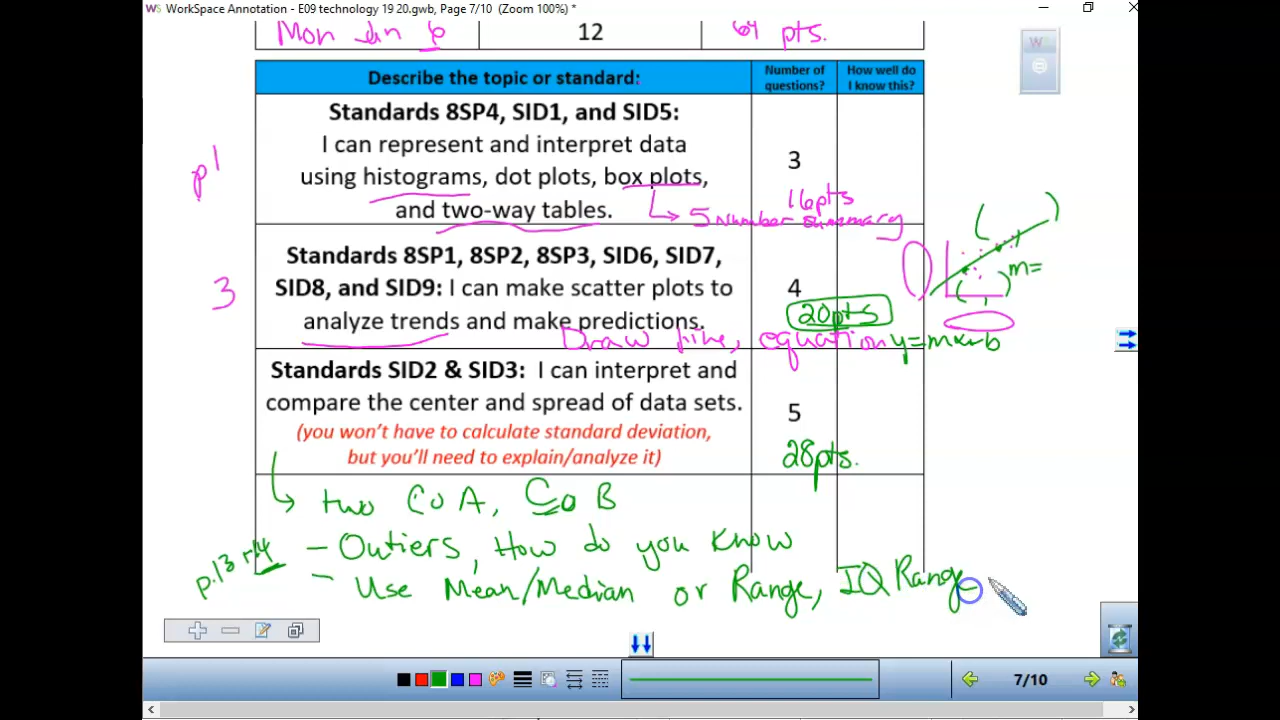 WorkSpace Annotation - E09 technology 19 20.gwb, Page 7/10 (Zoom 100%) *
Mon Jan 6 12 64 pts.
Describe the topic or standard: Number of questions? How well do I know this?
Standards 8SP4, SID1, and SID5:
I can represent and interpret data
using histograms, dot plots, box plots,
and two-way tables.
3
16pts
5 Number summary
p1
Standards 8SP1, 8SP2, 8SP3, SID6, SID7,
SID8, and SID9: I can make scatter plots to
analyze trends and make predictions.
4
20pts
3
m=
Draw line, equation y=mx+b
Standards SID2 & SID3: I can interpret and
compare the center and spread of data sets.
(you won't have to calculate standard deviation,
but you'll need to explain/analyze it)
5
28pts.
two Co A, Co B
- Outiers, How do you know
p.13
- Use Mean/Median or Range, IQ Range
7/10